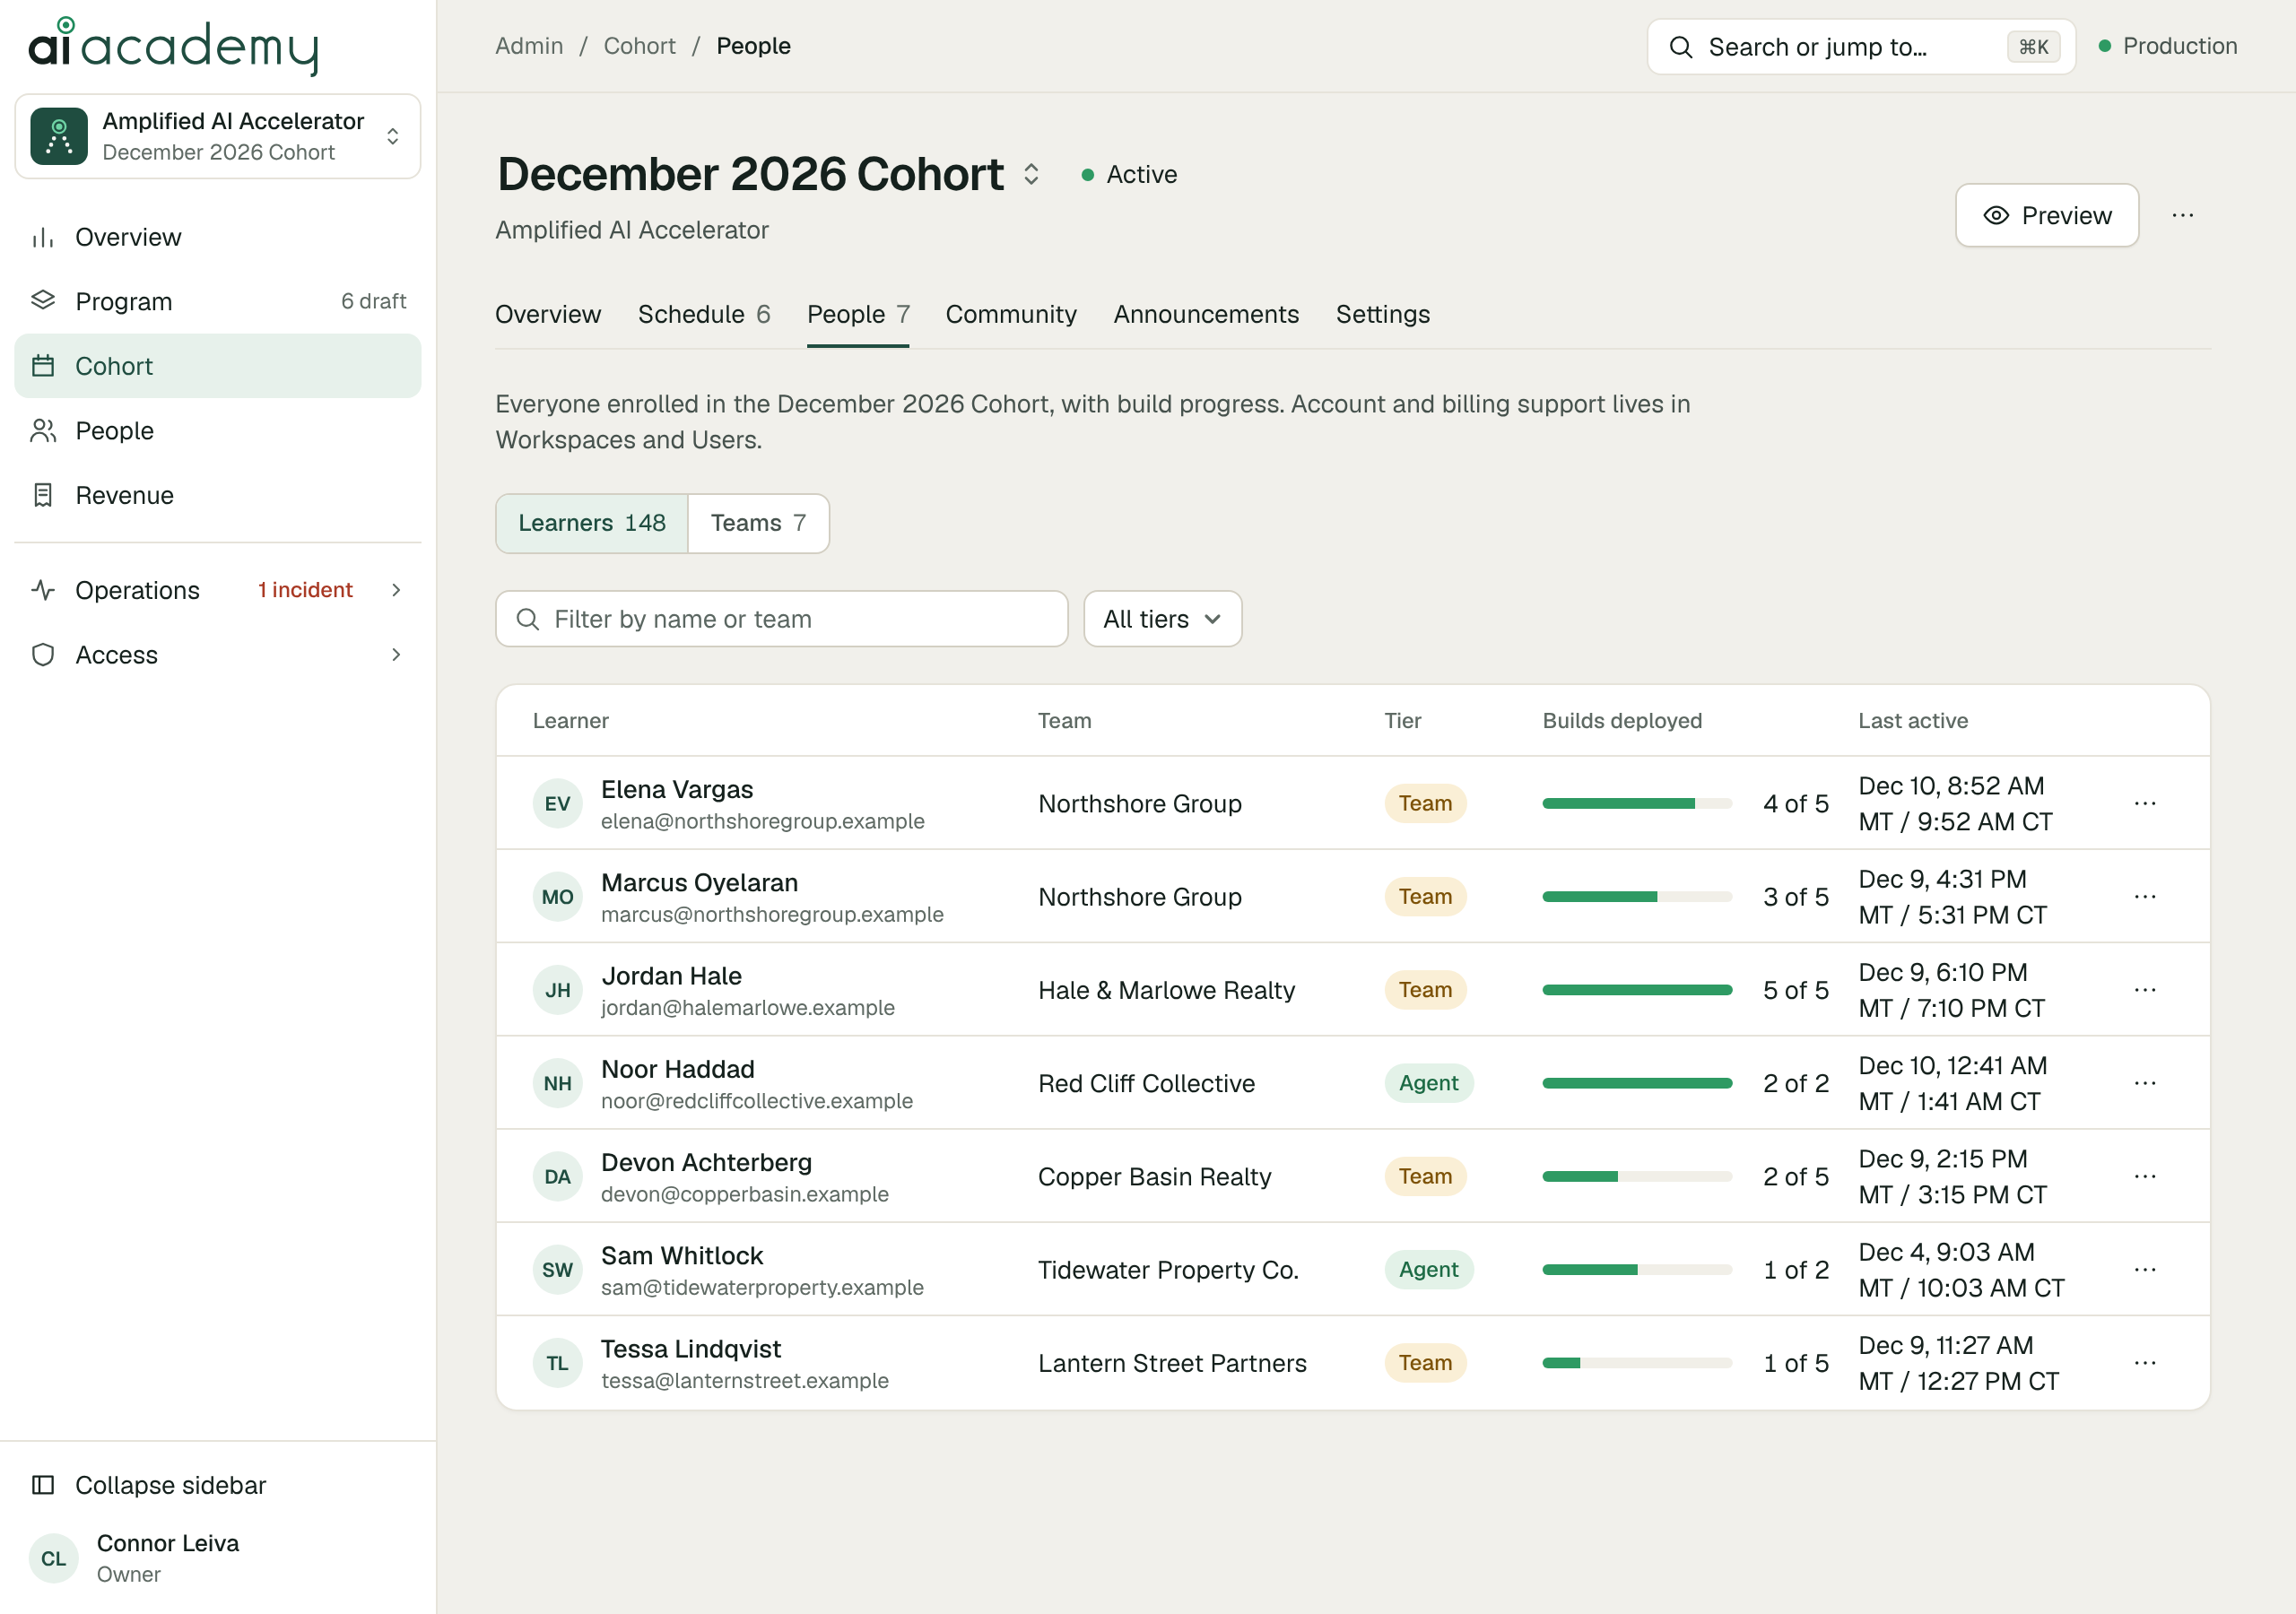 ai academy
Amplified AI Accelerator
December 2026 Cohort
Overview
Program 6 draft
Cohort
People
Revenue
Operations 1 incident
Access
Collapse sidebar
CL
Connor Leiva
Owner
Admin / Cohort / People
Search or jump to... ⌘K
Production
December 2026 Cohort
Active
Amplified AI Accelerator
Preview
Overview Schedule 6 People 7 Community Announcements Settings
Everyone enrolled in the December 2026 Cohort, with build progress. Account and billing support lives in
Workspaces and Users.
Learners 148 Teams 7
Filter by name or team
All tiers
Learner Team Tier Builds deployed Last active
EV Elena Vargas
elena@northshoregroup.example
Northshore Group Team 4 of 5
Dec 10, 8:52 AM
MT / 9:52 AM CT
MO Marcus Oyelaran
marcus@northshoregroup.example
Northshore Group Team 3 of 5
Dec 9, 4:31 PM
MT / 5:31 PM CT
JH Jordan Hale
jordan@halemarlowe.example
Hale & Marlowe Realty Team 5 of 5
Dec 9, 6:10 PM
MT / 7:10 PM CT
NH Noor Haddad
noor@redcliffcollective.example
Red Cliff Collective Agent 2 of 2
Dec 10, 12:41 AM
MT / 1:41 AM CT
DA Devon Achterberg
devon@copperbasin.example
Copper Basin Realty Team 2 of 5
Dec 9, 2:15 PM
MT / 3:15 PM CT
SW Sam Whitlock
sam@tidewaterproperty.example
Tidewater Property Co. Agent 1 of 2
Dec 4, 9:03 AM
MT / 10:03 AM CT
TL Tessa Lindqvist
tessa@lanternstreet.example
Lantern Street Partners Team 1 of 5
Dec 9, 11:27 AM
MT / 12:27 PM CT